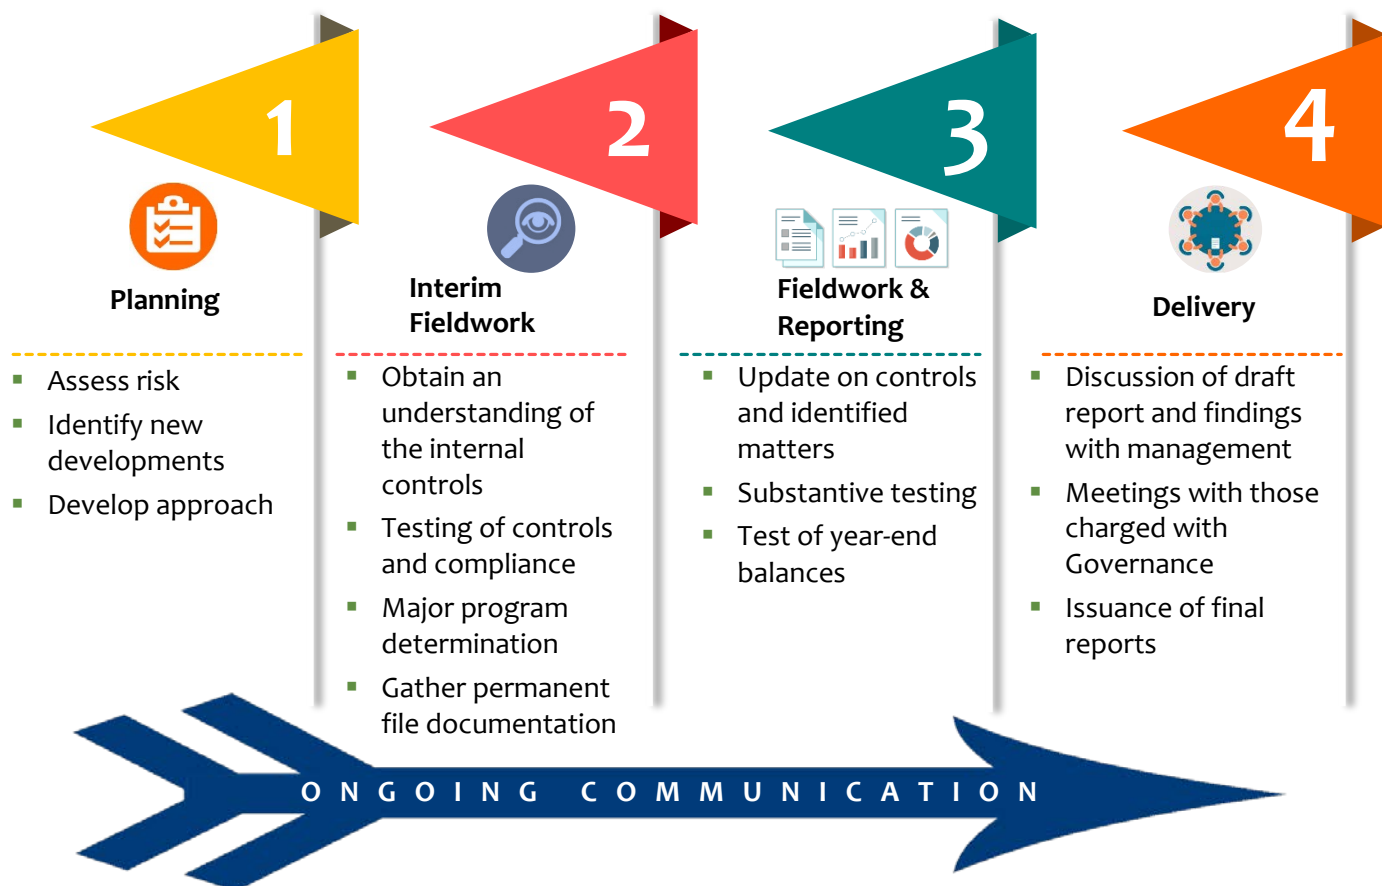 1
Planning
Assess risk
Identify new
developments
Develop approach
2
Interim
Fieldwork
Obtain an
understanding of
the internal
controls
Testing of controls
and compliance
Major program
determination
Gather permanent
file documentation
3
Fieldwork &
Reporting
Update on controls
and identified
matters
Substantive testing
Test of year-end
balances
4
Delivery
Discussion of draft
report and findings
with management
Meetings with those
charged with
Governance
Issuance of final
reports
ONGOING COMMUNICATION